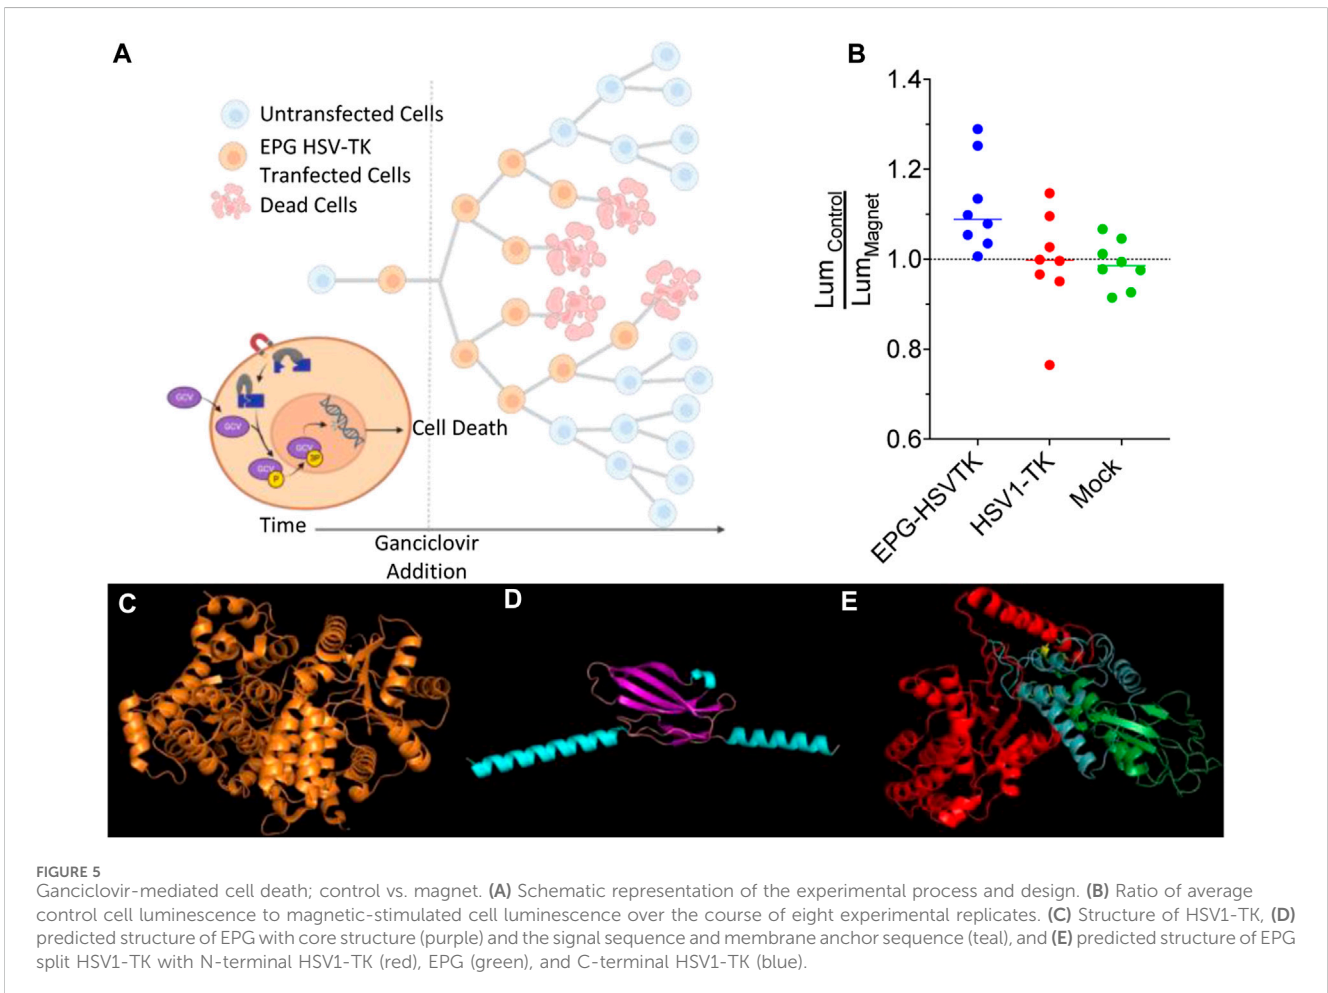 A
Untransfected Cells
EPG HSV-TK
Tranfected Cells
Dead Cells
GCV
GCV
GCV
P
GCV
3P
Cell Death
Time
Ganciclovir
Addition
B
1.4
1.2
1.0
0.8
0.6
Lum Control
Lum Magnet
EPG-HSVTK
HSV1-TK
Mock
C
D
E
FIGURE 5
Ganciclovir-mediated cell death; control vs. magnet. (A) Schematic representation of the experimental process and design. (B) Ratio of average
control cell luminescence to magnetic-stimulated cell luminescence over the course of eight experimental replicates. (C) Structure of HSV1-TK, (D)
predicted structure of EPG with core structure (purple) and the signal sequence and membrane anchor sequence (teal), and (E) predicted structure of EPG
split HSV1-TK with N-terminal HSV1-TK (red), EPG (green), and C-terminal HSV1-TK (blue).